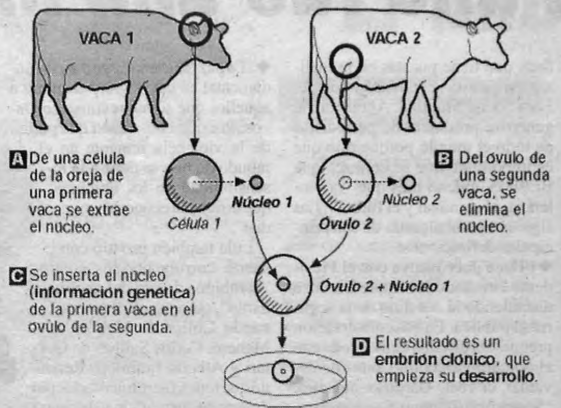 VACA 1
VACA 2
A De una célula
de la oreja de
una primera
vaca se extrae
el núcleo.
Célula 1
Núcleo 1
Óvulo 2
Núcleo 2
B Del óvulo de
una segunda
vaca, se
elimina el
núcleo.
C Se inserta el núcleo
(información genética)
de la primera vaca en el
ovúlo de la segunda.
Óvulo 2 + Núcleo 1
D El resultado es un
embrión clónico, que
empieza su desarrollo.